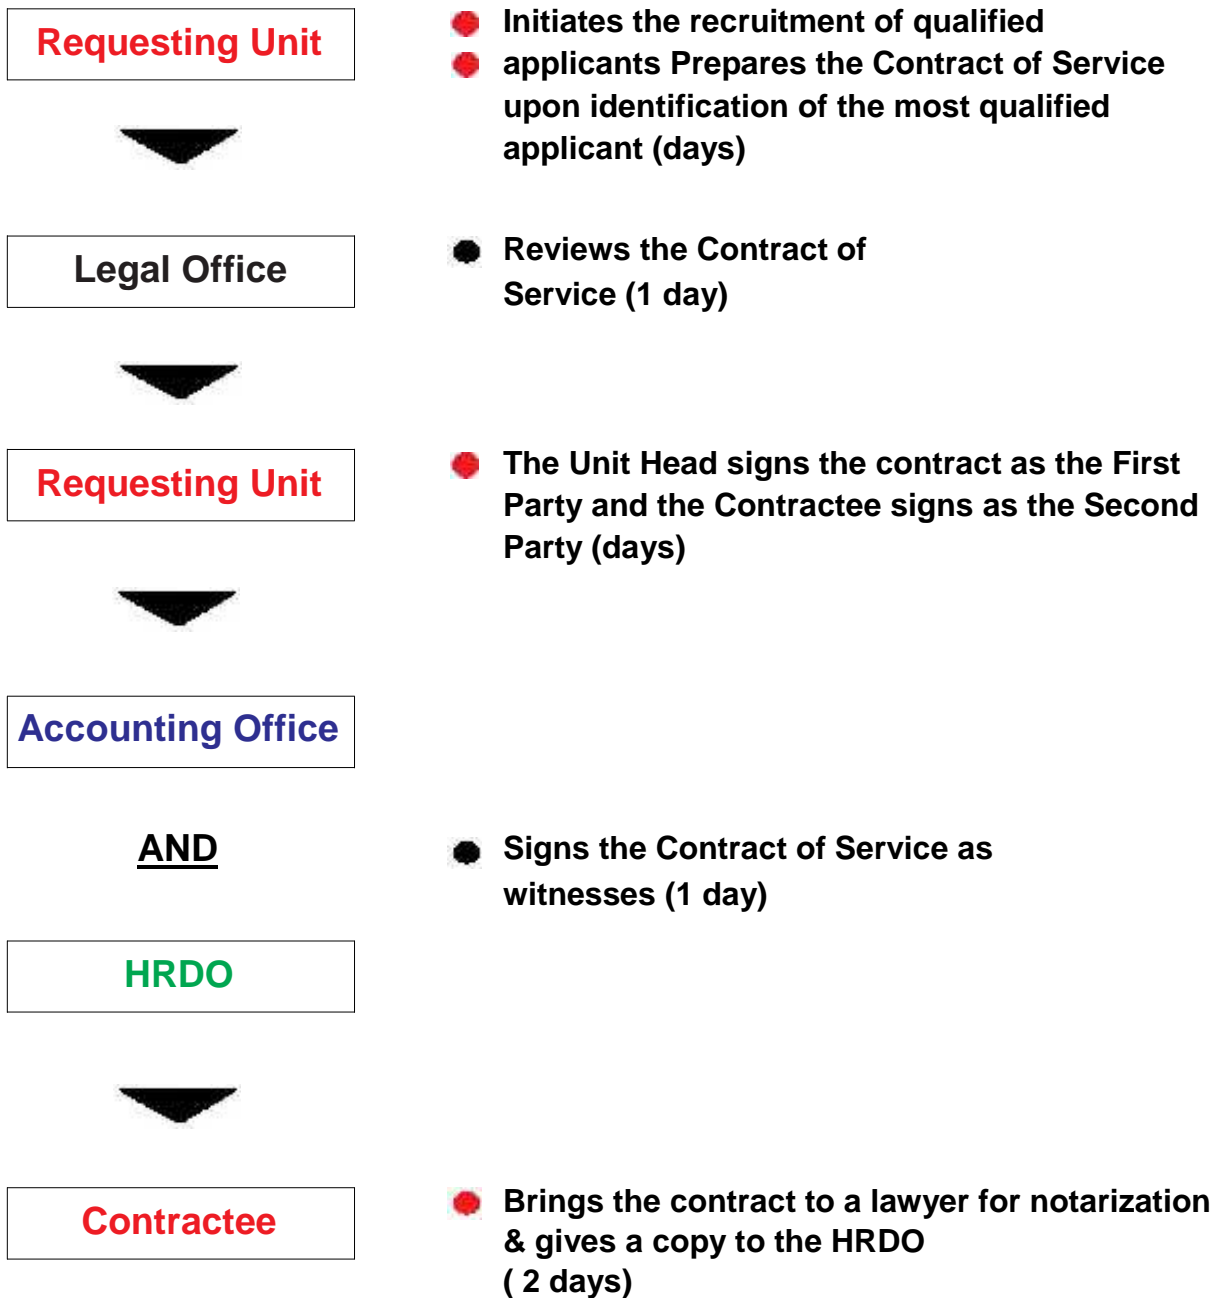 Requesting Unit
Initiates the recruitment of qualified
applicants Prepares the Contract of Service
upon identification of the most qualified
applicant (days)
Legal Office
Reviews the Contract of
Service (1 day)
Requesting Unit
The Unit Head signs the contract as the First
Party and the Contractee signs as the Second
Party (days)
Accounting Office
AND
Signs the Contract of Service as
witnesses (1 day)
HRDO
Contractee
Brings the contract to a lawyer for notarization
& gives a copy to the HRDO
( 2 days)